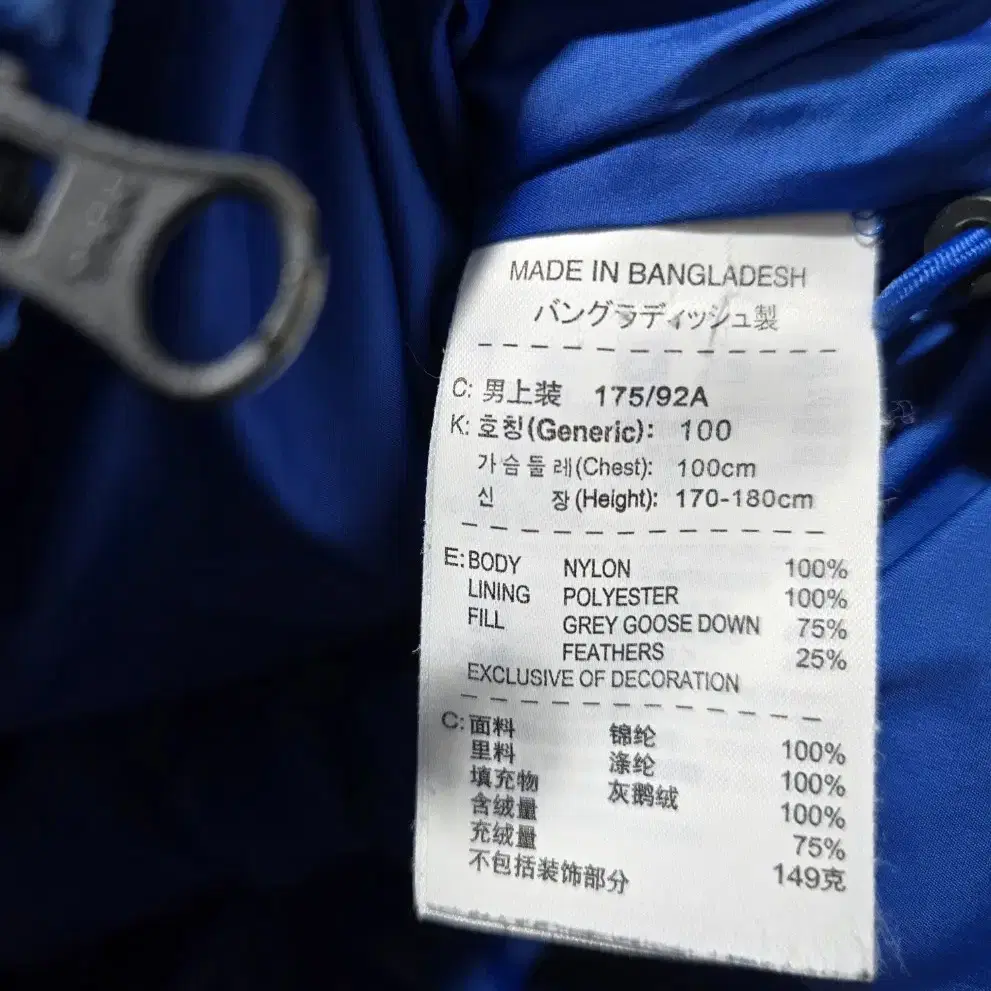 MADE IN BANGLADESH
バングラディッシュ製
C: 男上装 175/92A
K: 호칭(Generic): 100
가슴둘레(Chest): 100cm
신 장(Height): 170-180cm
E: BODY NYLON 100%
LINING POLYESTER 100%
FILL GREY GOOSE DOWN 75%
FEATHERS 25%
EXCLUSIVE OF DECORATION
C: 面料 锦纶 100%
里料 涤纶 100%
填充物 灰鹅绒 100%
含绒量 75%
充绒量 149克
不包括装饰部分